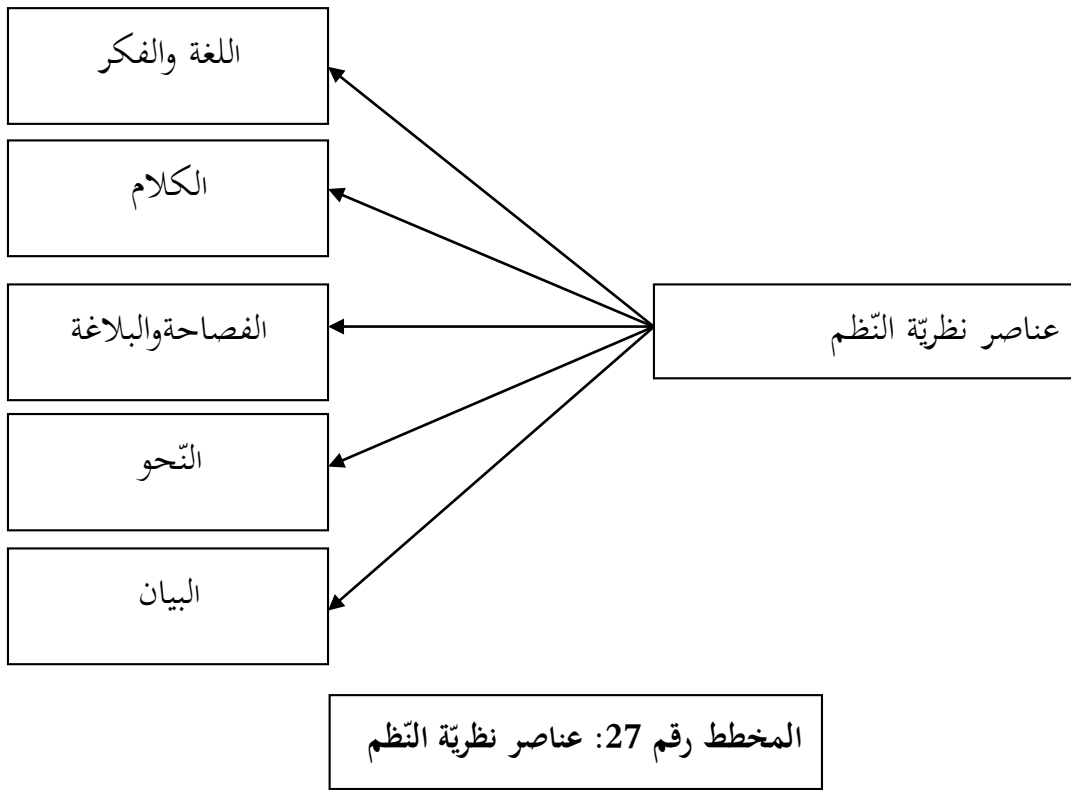 عناصر نظريّة النّظم
اللغة والفكر
الكلام
الفصاحةوالبلاغة
النّحو
البيان
المخطط رقم 27: عناصر نظريّة النّظم